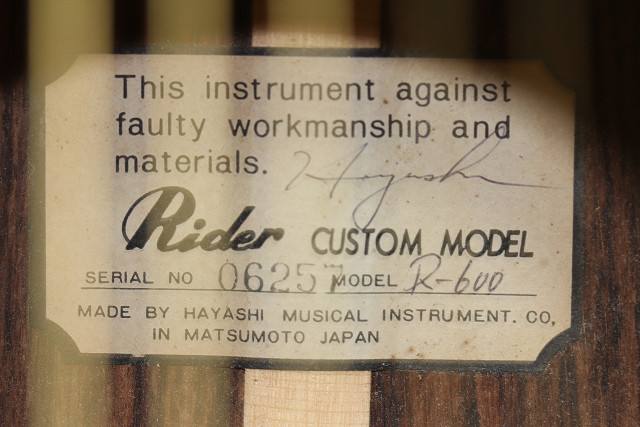 This instrument against
faulty workmanship and
materials. Hayashi
Rider CUSTOM MODEL
SERIAL NO 06257 MODEL R-600
MADE BY HAYASHI MUSICAL INSTRUMENT. CO,
IN MATSUMOTO JAPAN